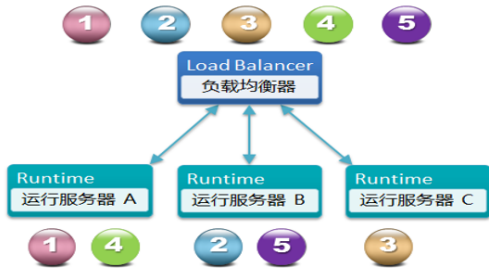 1 2 3 4 5
Load Balancer
负载均衡器
Runtime Runtime Runtime
运行服务器 A 运行服务器 B 运行服务器 C
1 4 2 5 3